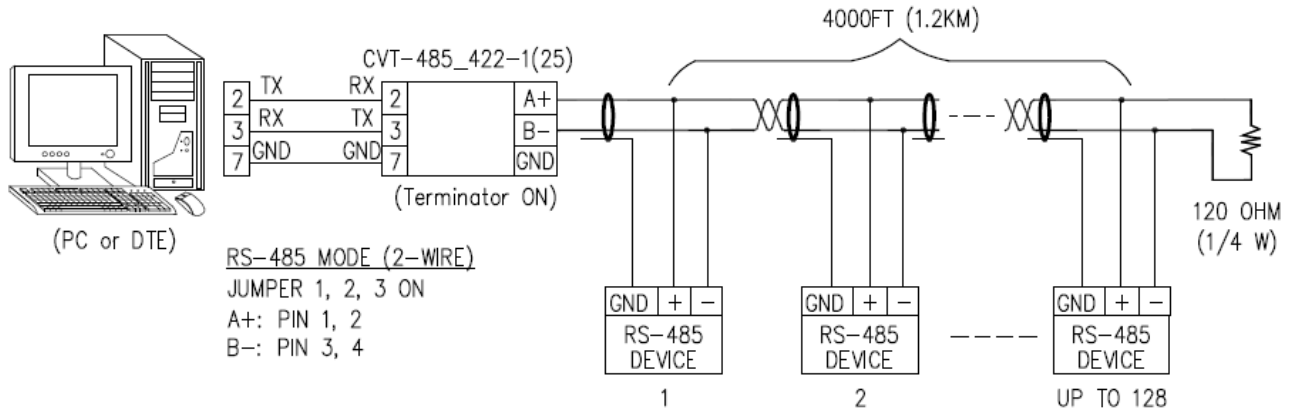 4000FT (1.2KM)
CVT-485_422-1(25)
2 TX RX 2 A+
3 RX TX 3 B-
7 GND GND 7 GND
(Terminator ON)
(PC or DTE)
120 OHM
(1/4 W)
RS-485 MODE (2-WIRE)
JUMPER 1, 2, 3 ON
A+: PIN 1, 2
B-: PIN 3, 4
GND + -
RS-485
DEVICE
1
GND + -
RS-485
DEVICE
2
GND + -
RS-485
DEVICE
UP TO 128